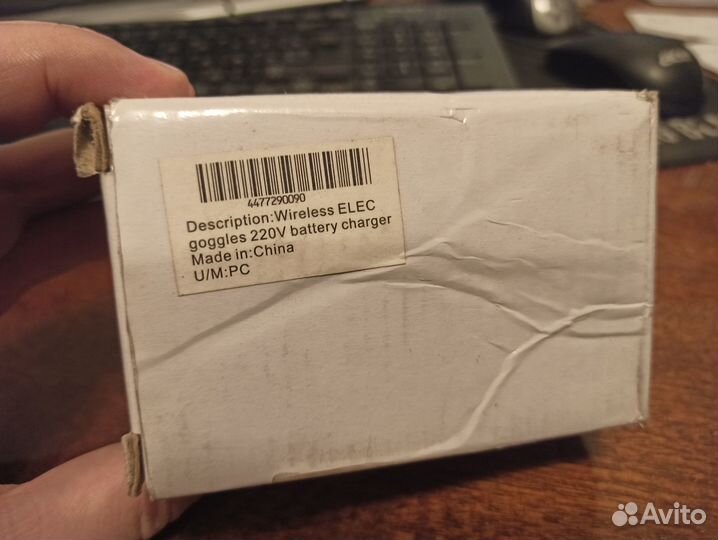 4477290090
Description:Wireless ELEC
goggles 220V battery charger
Made in:China
U/M:PC
Avito